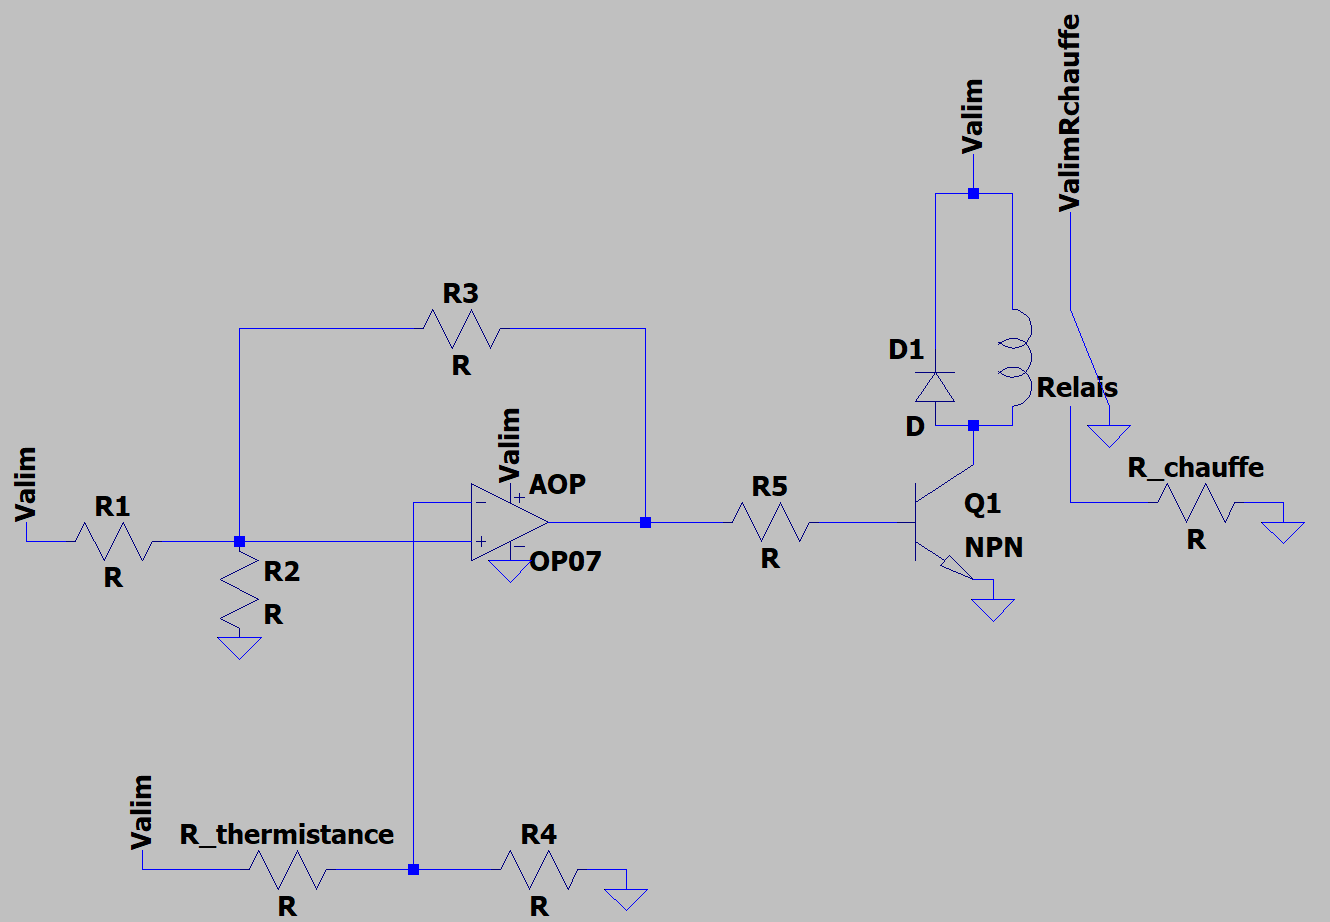 ValimRchauffe
Valim
R3
R
D1
Relais
D
Valim
AOP
+
−
+
−
OP07
Valim
R1
R
R2
R
R5
R
Q1
NPN
R_chauffe
R
Valim
R_thermistance
R
R4
R